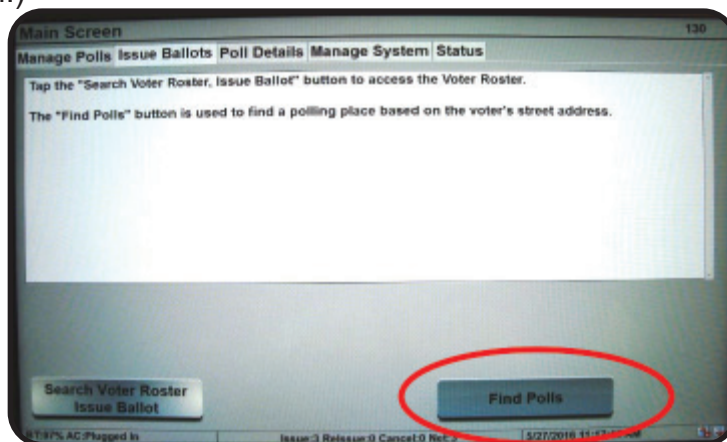 Main Screen 130
Manage Polls Issue Ballots Poll Details Manage System Status
Tap the "Search Voter Roster, Issue Ballot" button to access the Voter Roster.
The "Find Polls" button is used to find a polling place based on the voter's street address.
Search Voter Roster
Issue Ballot
Find Polls
AC:Plugged In Issue:3 Reissue:0 Cancel:0 Net:3 5/27/2016